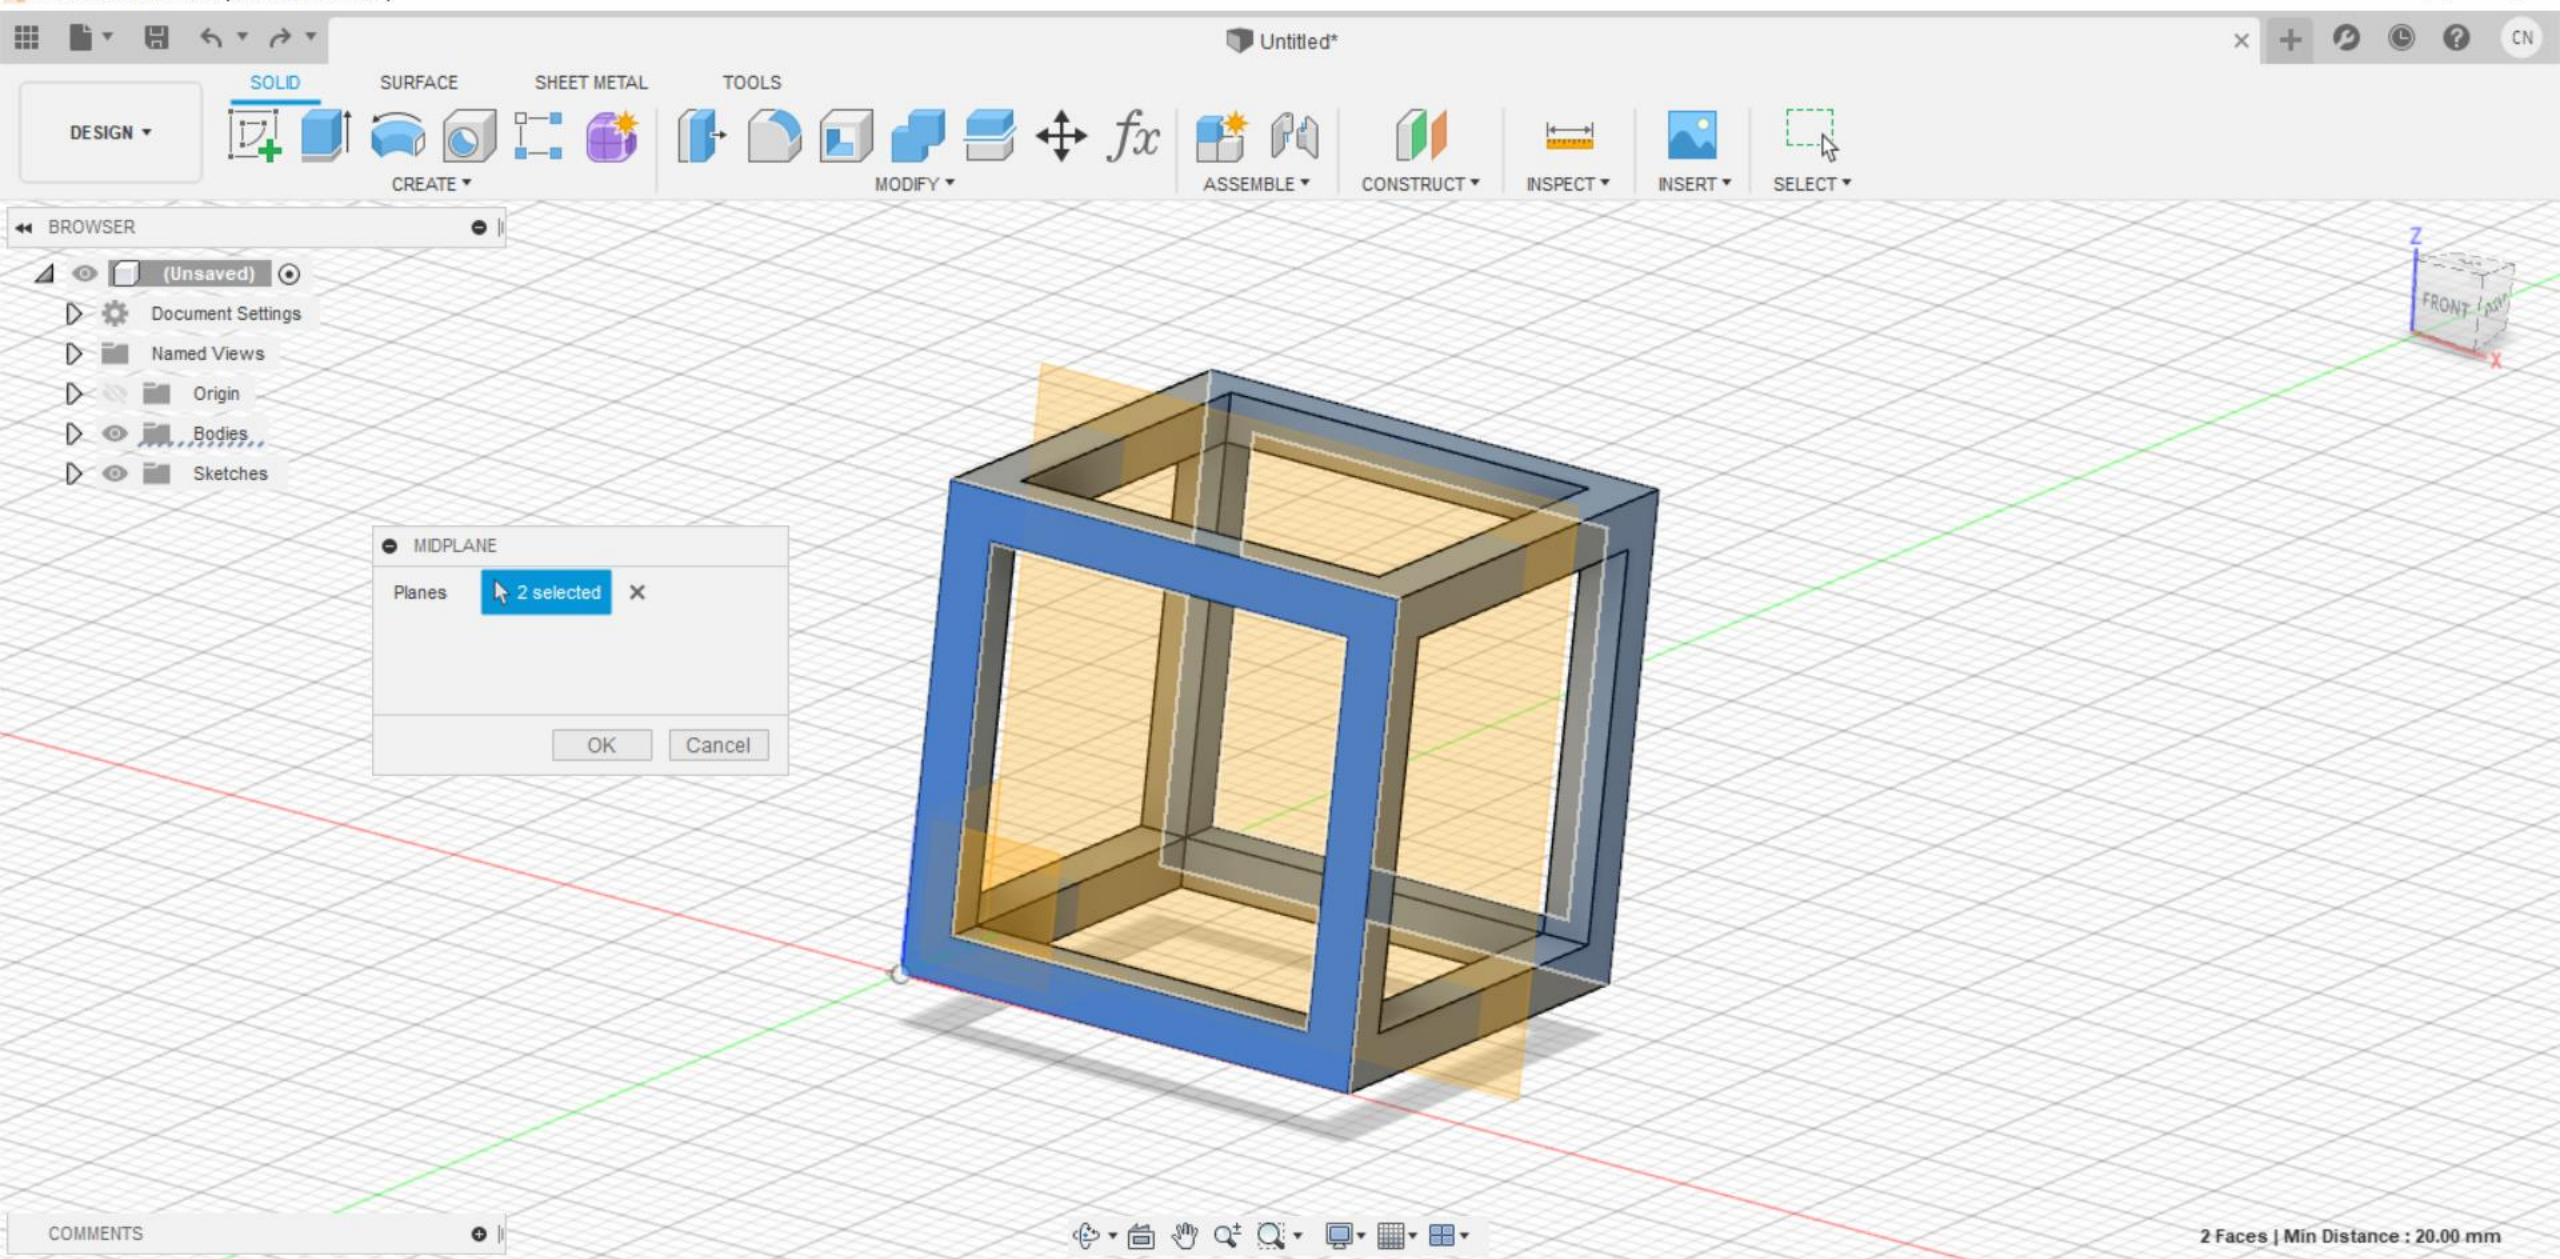 Untitled*
CN
SOLID SURFACE SHEET METAL TOOLS
DESIGN
fx
CREATE MODIFY ASSEMBLE CONSTRUCT INSPECT INSERT SELECT
BROWSER
(Unsaved)
Document Settings
Named Views
Origin
Bodies
Sketches
Z
FRONT
X
MIDPLANE
Planes 2 selected
OK Cancel
COMMENTS
2 Faces | Min Distance : 20.00 mm